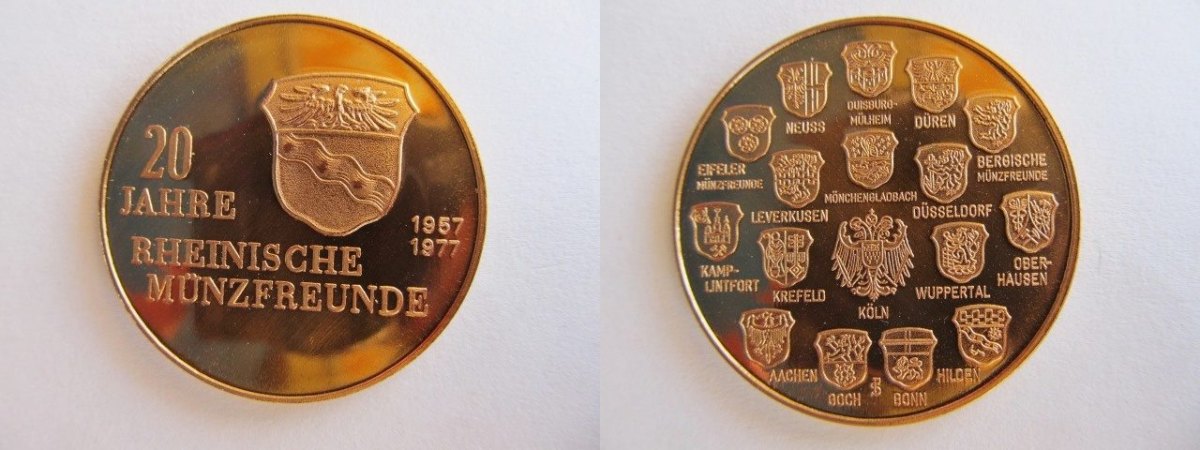 20
JAHRE
1957
1977
RHEINISCHE
MÜNZFREUNDE
NEUSS
DUISBURG-
MÜLHEIM
DÜREN
EIFELER
MÜNZFREUNDE
BERGISCHE
MÜNZFREUNDE
LEVERKUSEN
MÖNCHENGLADBACH
DÜSSELDORF
KAMP-
LINTFORT
KREFELD
KÖLN
WUPPERTAL
OBER-
HAUSEN
AACHEN
GOCH
BONN
HILDEN